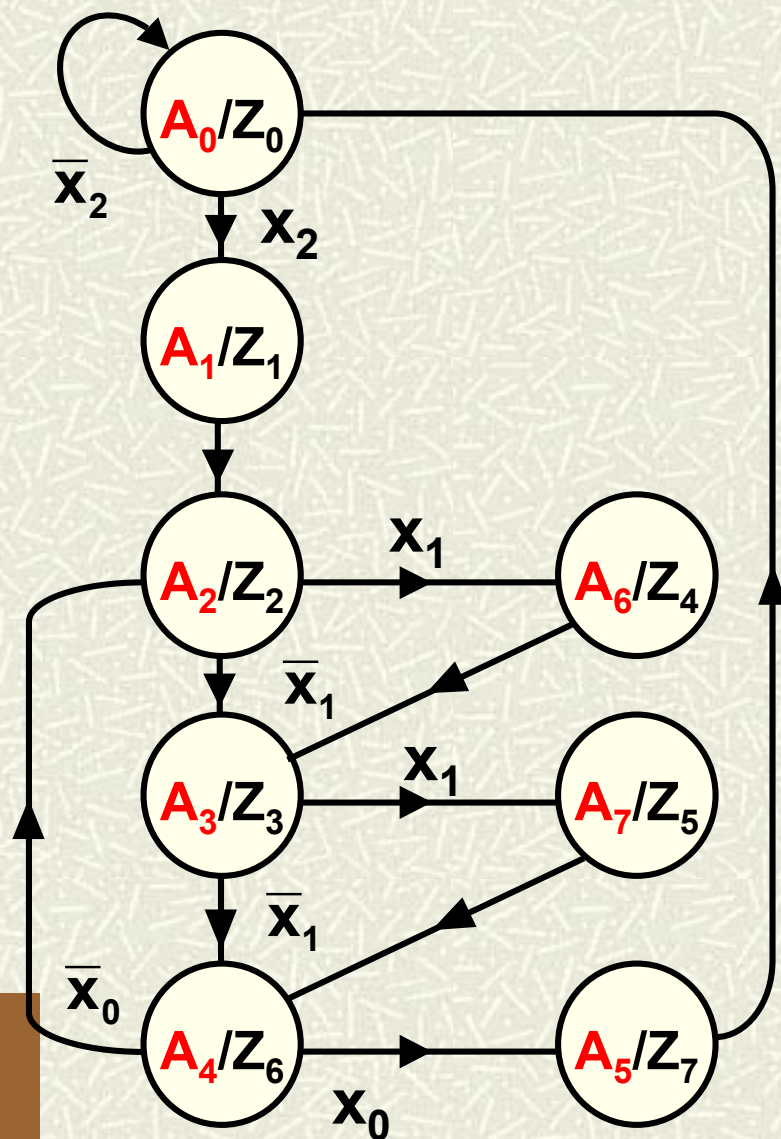 A₀/Z₀
x̅₂
x₂
A₁/Z₁
x₁
A₂/Z₂
A₆/Z₄
x̅₁
x₁
A₃/Z₃
A₇/Z₅
x̅₁
x̅₀
A₄/Z₆
A₅/Z₇
x₀